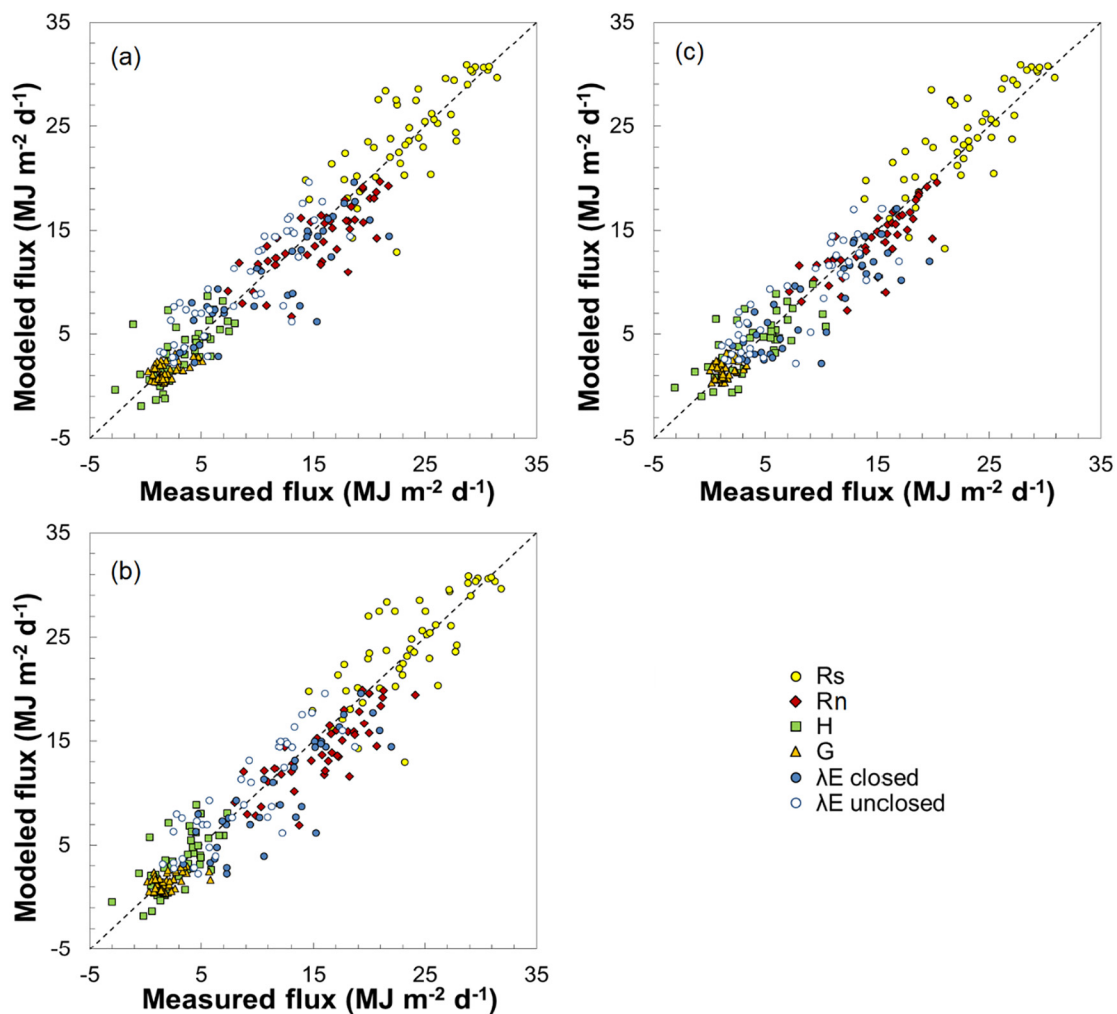 (a)
Modeled flux (MJ m-2 d-1)
35
25
15
5
-5
-5 5 15 25 35
Measured flux (MJ m-2 d-1)
(c)
Modeled flux (MJ m-2 d-1)
35
25
15
5
-5
-5 5 15 25 35
Measured flux (MJ m-2 d-1)
(b)
Modeled flux (MJ m-2 d-1)
35
25
15
5
-5
-5 5 15 25 35
Measured flux (MJ m-2 d-1)
Rs
Rn
H
G
λE closed
λE unclosed